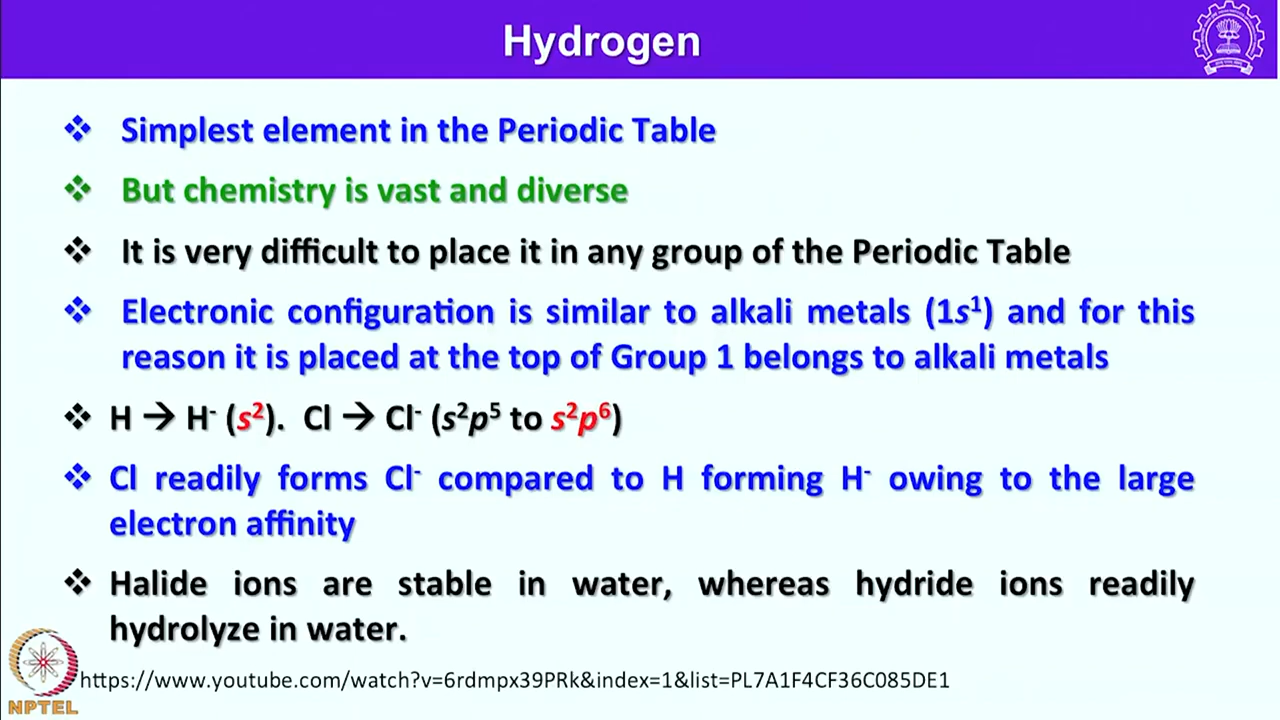 Hydrogen
❖ Simplest element in the Periodic Table
❖ But chemistry is vast and diverse
❖ It is very difficult to place it in any group of the Periodic Table
❖ Electronic configuration is similar to alkali metals (1s¹) and for this
reason it is placed at the top of Group 1 belongs to alkali metals
❖ H → H⁻ (s²). Cl → Cl⁻ (s²p⁵ to s²p⁶)
❖ Cl readily forms Cl⁻ compared to H forming H⁻ owing to the large
electron affinity
❖ Halide ions are stable in water, whereas hydride ions readily
hydrolyze in water.
https://www.youtube.com/watch?v=6rdmpx39PRk&index=1&list=PL7A1F4CF36C085DE1
NPTEL